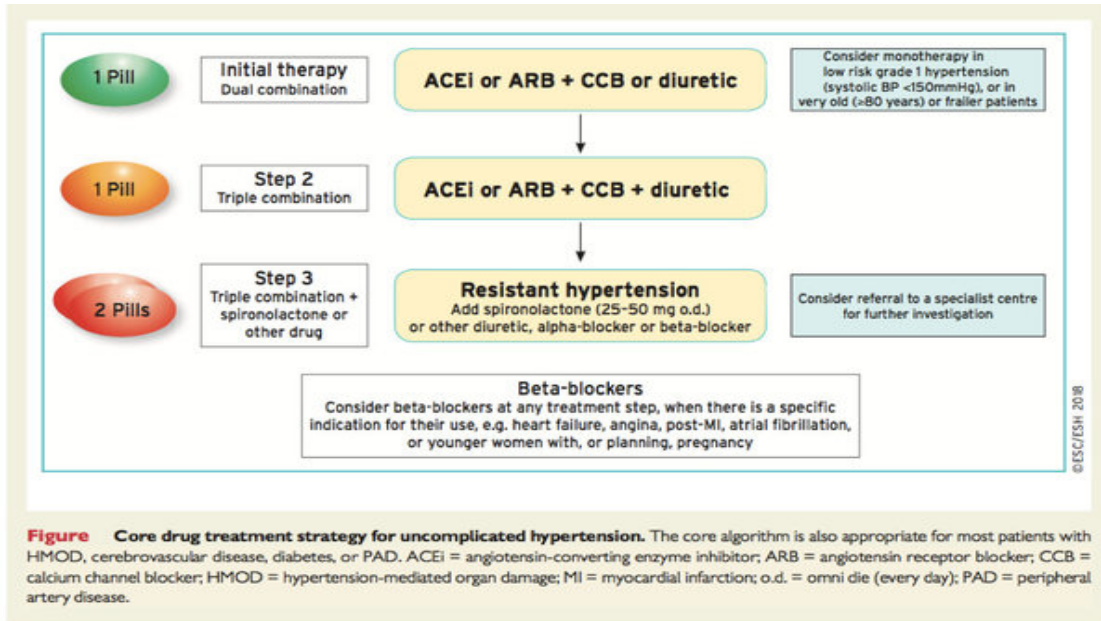 1 Pill
Initial therapy
Dual combination
ACEi or ARB + CCB or diuretic
Consider monotherapy in
low risk grade 1 hypertension
(systolic BP <150mmHg), or in
very old (≥80 years) or frailer patients
1 Pill
Step 2
Triple combination
ACEi or ARB + CCB + diuretic
2 Pills
Step 3
Triple combination +
spironolactone or
other drug
Resistant hypertension
Add spironolactone (25-50 mg o.d.)
or other diuretic, alpha-blocker or beta-blocker
Consider referral to a specialist centre
for further investigation
Beta-blockers
Consider beta-blockers at any treatment step, when there is a specific
indication for their use, e.g. heart failure, angina, post-MI, atrial fibrillation,
or younger women with, or planning, pregnancy
©ESC/ESH 2018
Figure Core drug treatment strategy for uncomplicated hypertension. The core algorithm is also appropriate for most patients with
HMOD, cerebrovascular disease, diabetes, or PAD. ACEi = angiotensin-converting enzyme inhibitor; ARB = angiotensin receptor blocker; CCB =
calcium channel blocker; HMOD = hypertension-mediated organ damage; MI = myocardial infarction; o.d. = omni die (every day); PAD = peripheral
artery disease.